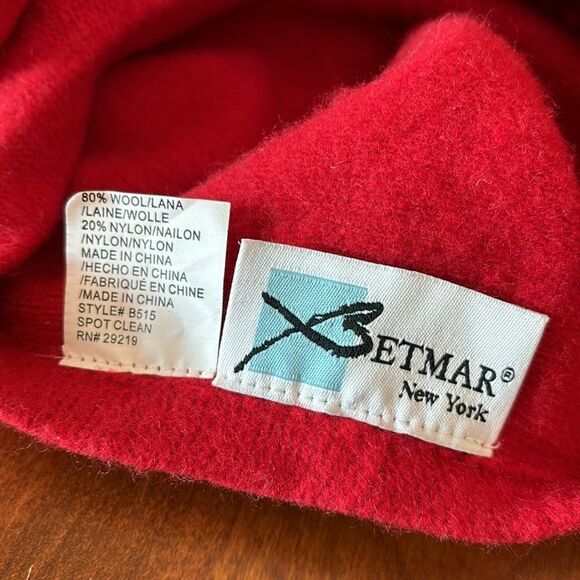 80% WOOL/LANA
/LAINE/WOLLE
20% NYLON/NAILON
/NYLON/NYLON
MADE IN CHINA
/HECHO EN CHINA
/FABRIQUÉ EN CHINE
/MADE IN CHINA
STYLE# B515
SPOT CLEAN
RN# 29219
BETMAR®
New York